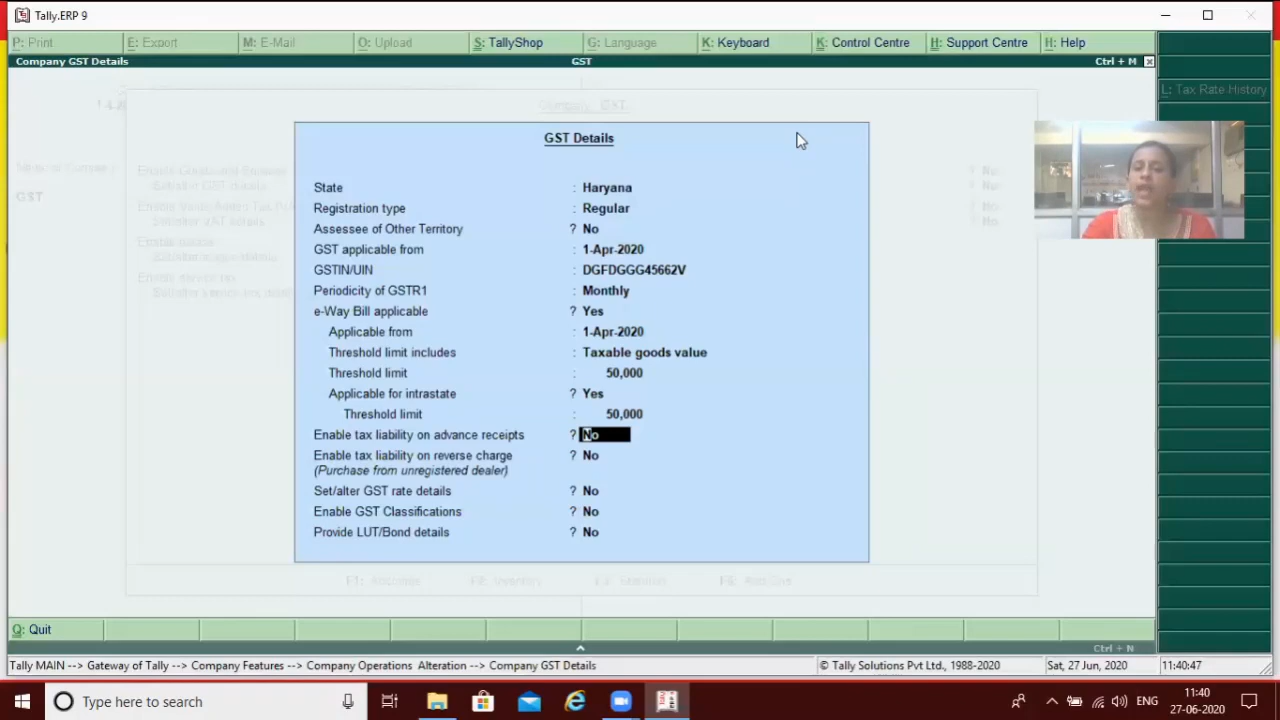 Tally.ERP 9
P: Print E: Export M: E-Mail O: Upload S: TallyShop G: Language K: Keyboard K: Control Centre H: Support Centre H: Help
Company GST Details GST Ctrl + M
L: Tax Rate History
GST Details
State : Haryana
Registration type : Regular
Assessee of Other Territory ? No
GST
GST applicable from : 1-Apr-2020
GSTIN/UIN : DGFDGGG45662V
Periodicity of GSTR1 : Monthly
e-Way Bill applicable ? Yes
Applicable from : 1-Apr-2020
Threshold limit includes : Taxable goods value
Threshold limit : 50,000
Applicable for intrastate ? Yes
Threshold limit : 50,000
Enable tax liability on advance receipts ? No
Enable tax liability on reverse charge ? No
(Purchase from unregistered dealer)
Set/alter GST rate details ? No
Enable GST Classifications ? No
Provide LUT/Bond details ? No
Q: Quit
Ctrl + N
Tally MAIN --> Gateway of Tally --> Company Features --> Company Operations Alteration --> Company GST Details © Tally Solutions Pvt Ltd., 1988-2020 Sat, 27 Jun, 2020 11:40:47
Type here to search ENG 11:40
27-06-2020